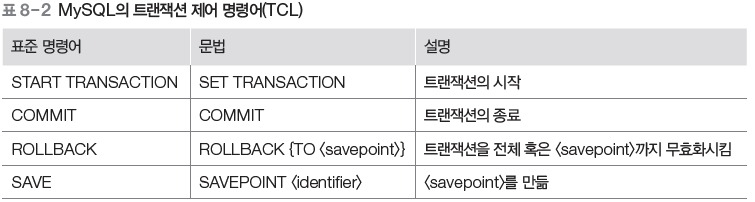 표 8-2 MySQL의 트랜잭션 제어 명령어(TCL)
표준 명령어 문법 설명
START TRANSACTION SET TRANSACTION 트랜잭션의 시작
COMMIT COMMIT 트랜잭션의 종료
ROLLBACK ROLLBACK {TO 〈savepoint〉} 트랜잭션을 전체 혹은 〈savepoint〉까지 무효화시킴
SAVE SAVEPOINT 〈identifier〉 〈savepoint〉를 만듦